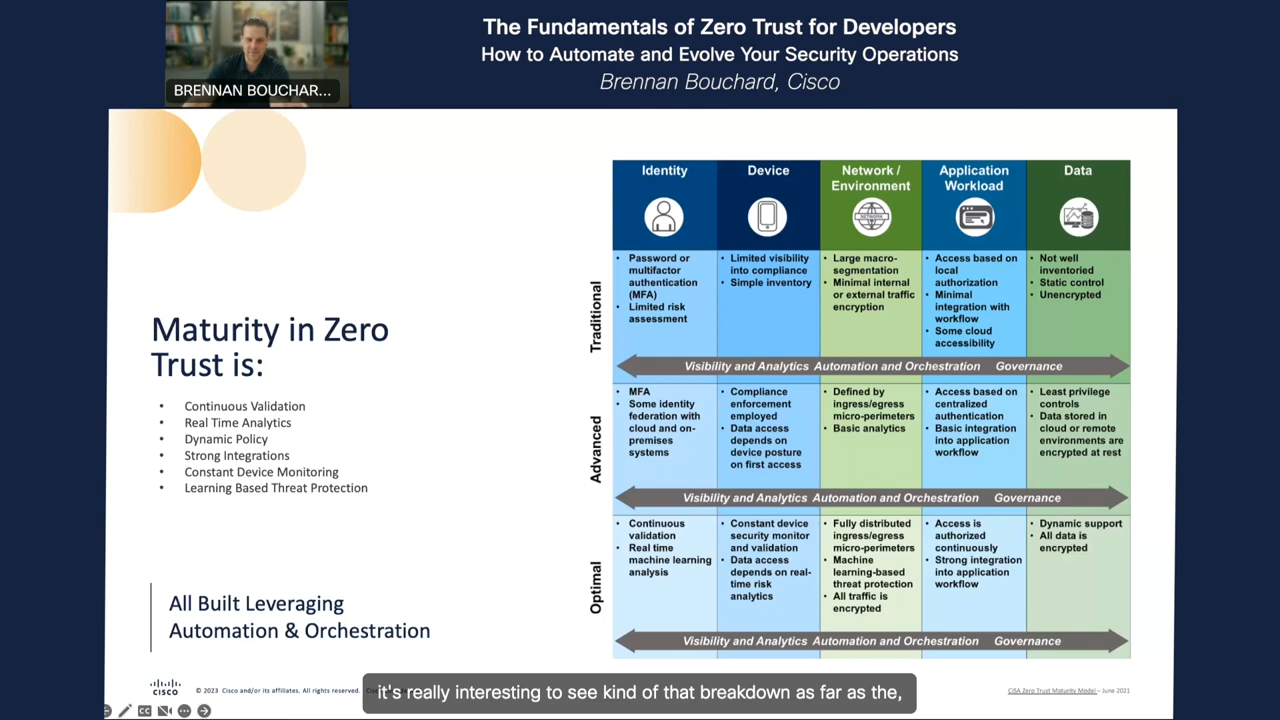 The Fundamentals of Zero Trust for Developers
How to Automate and Evolve Your Security Operations
Brennan Bouchard, Cisco
BRENNAN BOUCHAR...
Maturity in Zero
Trust is:
• Continuous Validation
• Real Time Analytics
• Dynamic Policy
• Strong Integrations
• Constant Device Monitoring
• Learning Based Threat Protection
All Built Leveraging
Automation & Orchestration
Identity
Device
Network /
Environment
NETWORK
Application
Workload
Data
Traditional
• Password or
multifactor
authentication
(MFA)
• Limited risk
assessment
• Limited visibility
into compliance
• Simple inventory
• Large macro-
segmentation
• Minimal internal
or external traffic
encryption
• Access based on
local
authorization
• Minimal
integration with
workflow
• Some cloud
accessibility
• Not well
inventoried
• Static control
• Unencrypted
Visibility and Analytics Automation and Orchestration Governance
Advanced
• MFA
• Some identity
federation with
cloud and on-
premises
systems
• Compliance
enforcement
employed
• Data access
depends on
device posture
on first access
• Defined by
ingress/egress
micro-perimeters
• Basic analytics
• Access based on
centralized
authentication
• Basic integration
into application
workflow
• Least privilege
controls
• Data stored in
cloud or remote
environments are
encrypted at rest
Visibility and Analytics Automation and Orchestration Governance
Optimal
• Continuous
validation
• Real time
machine learning
analysis
• Constant device
security monitor
and validation
• Data access
depends on real-
time risk
analytics
• Fully distributed
ingress/egress
micro-perimeters
• Machine
learning-based
threat protection
• All traffic is
encrypted
• Access is
authorized
continuously
• Strong integration
into application
workflow
• Dynamic support
• All data is
encrypted
Visibility and Analytics Automation and Orchestration Governance
CISCO
© 2023 Cisco and/or its affiliates. All rights reserved.
it's really interesting to see kind of that breakdown as far as the,
CISA Zero Trust Maturity Model – June 2021
CC